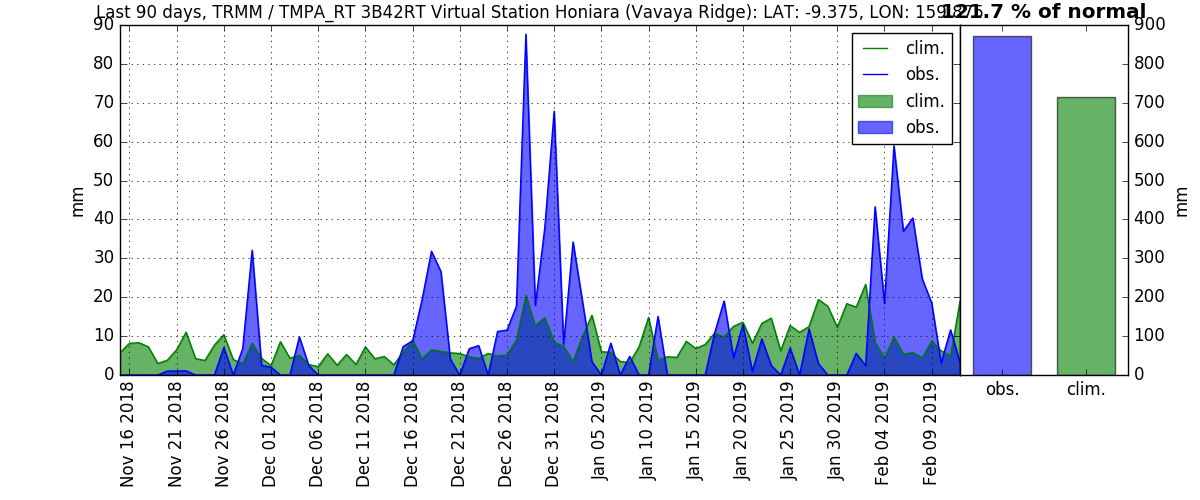 Last 90 days, TRMM / TMPA_RT 3B42RT Virtual Station Honiara (Vavaya Ridge): LAT: -9.375, LON:
121.7 % of normal
90
80
70
60
50
40
30
20
10
0
mm
clim.
obs.
clim.
obs.
900
800
700
600
500
400
300
200
100
0
mm
Nov 16 2018
Nov 21 2018
Nov 26 2018
Dec 01 2018
Dec 06 2018
Dec 11 2018
Dec 16 2018
Dec 21 2018
Dec 26 2018
Dec 31 2018
Jan 05 2019
Jan 10 2019
Jan 15 2019
Jan 20 2019
Jan 25 2019
Jan 30 2019
Feb 04 2019
Feb 09 2019
obs.
clim.